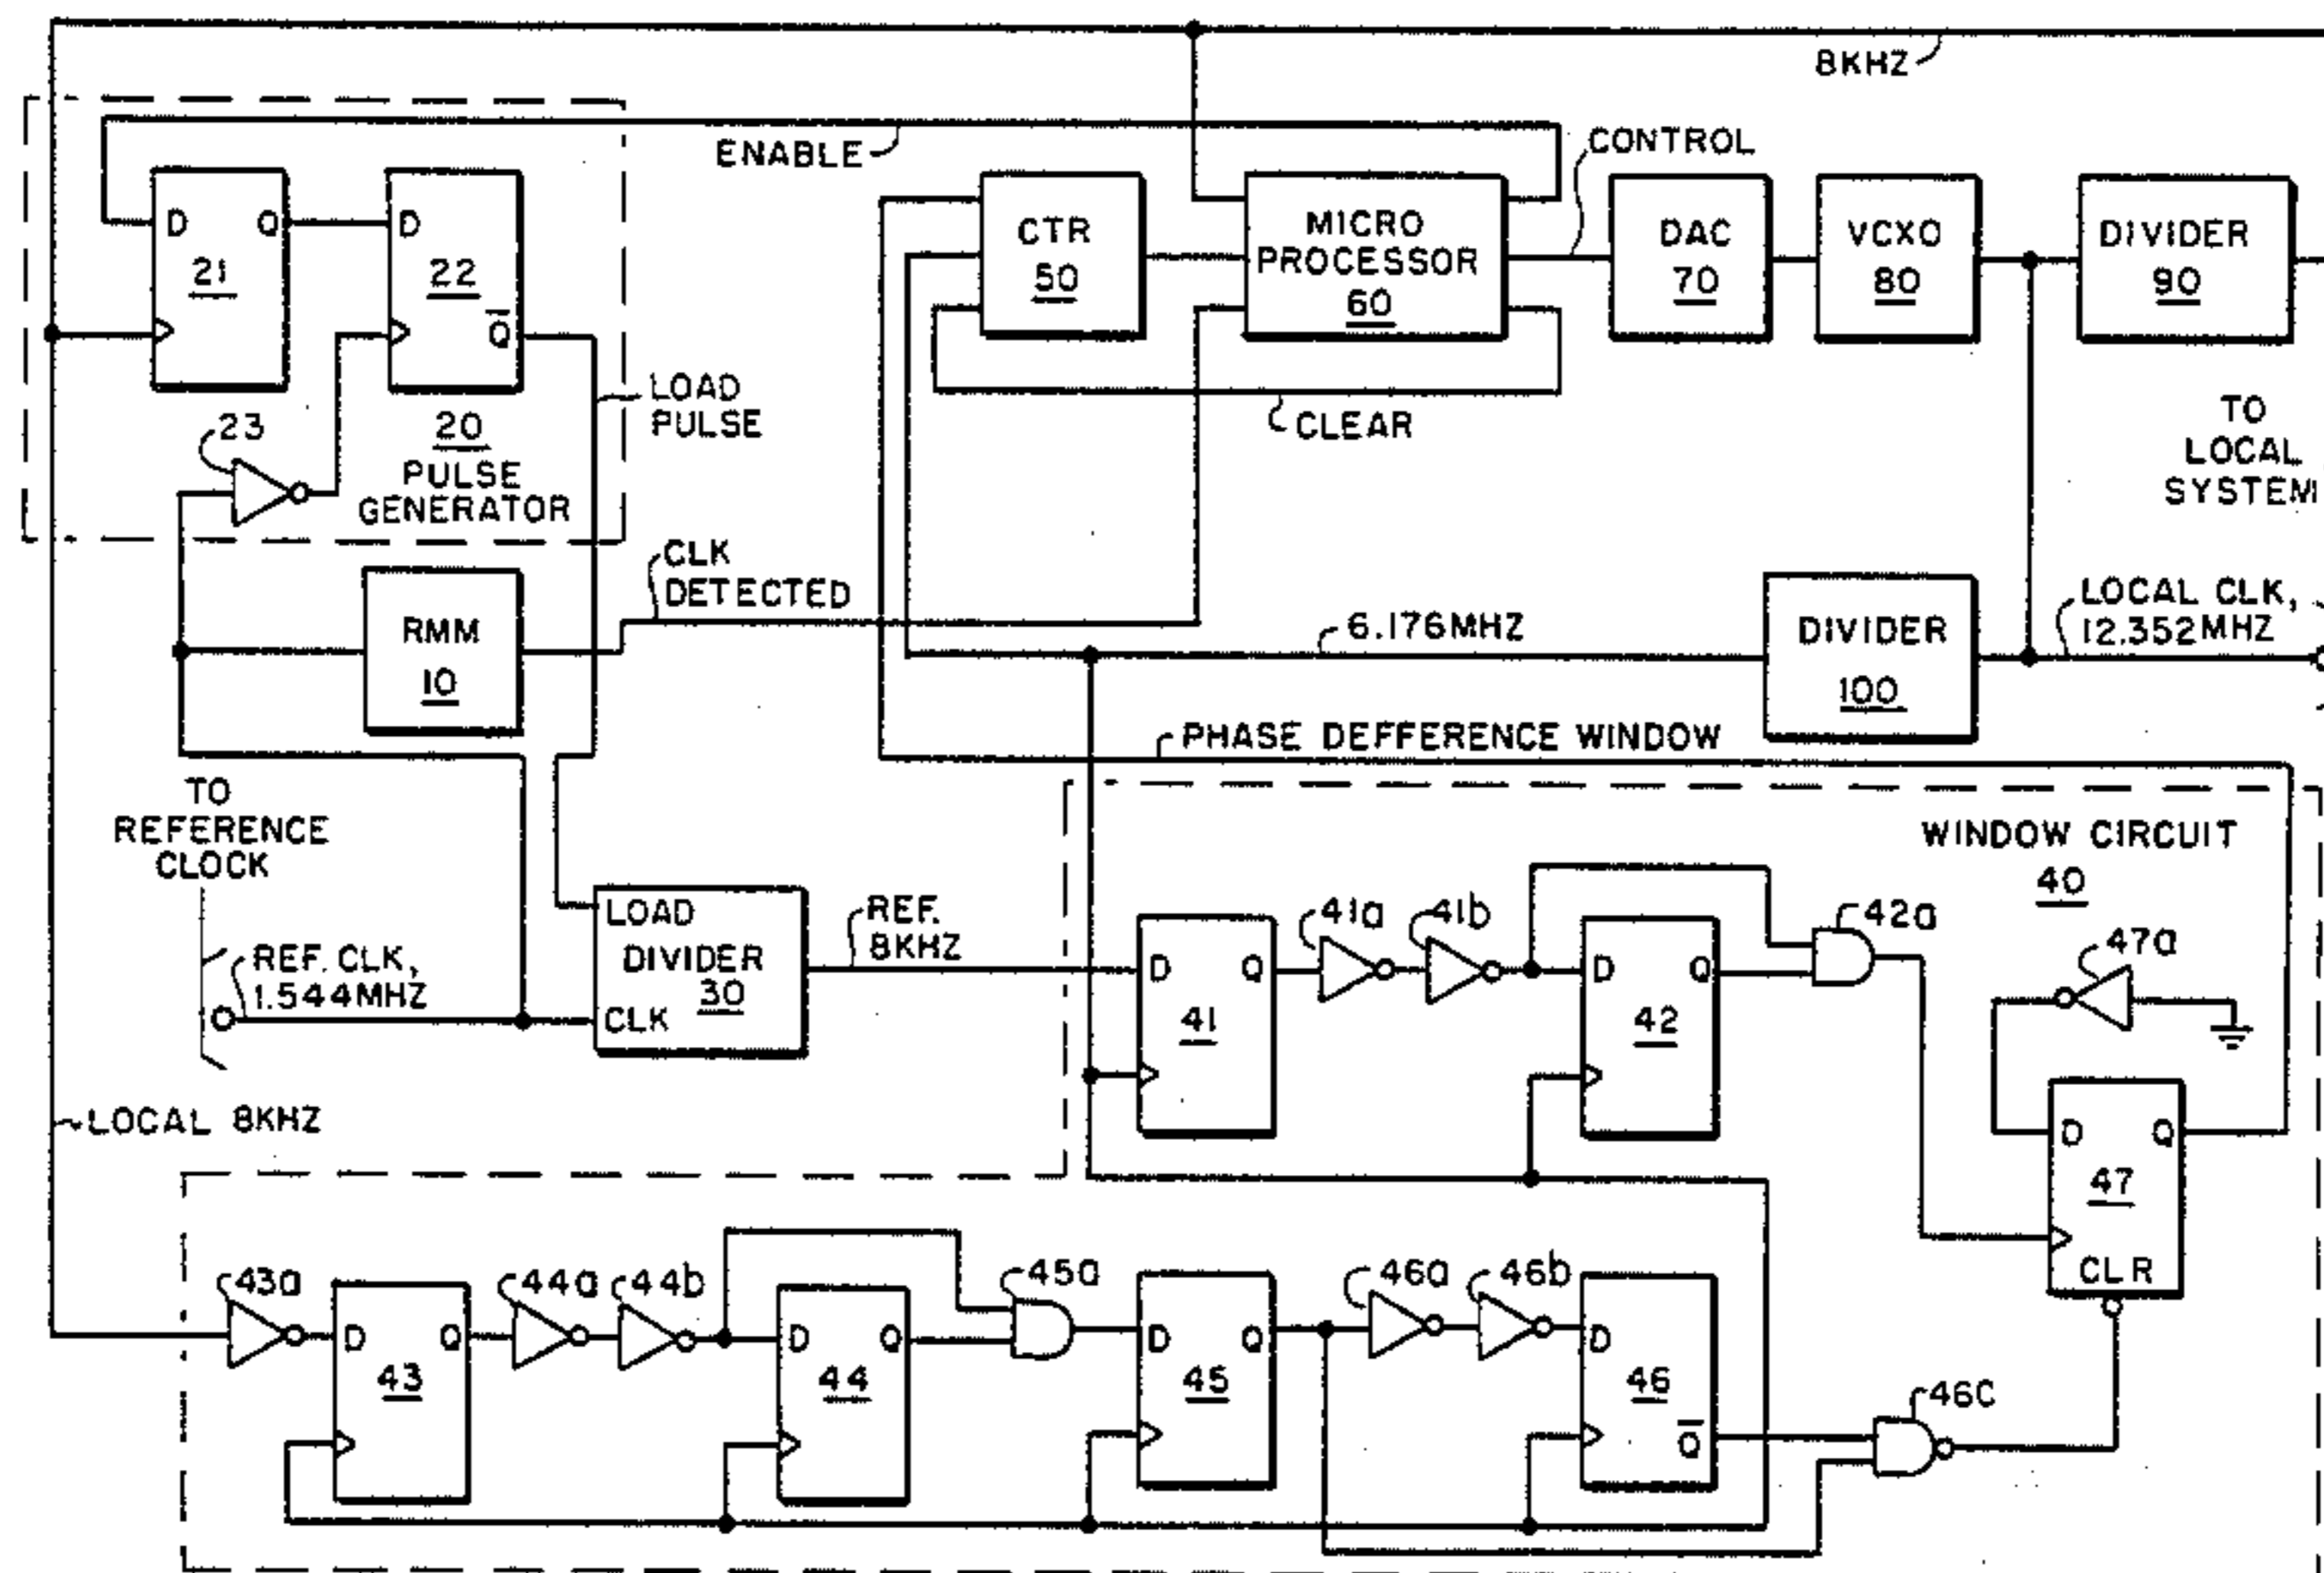 8KHZ
ENABLE
CONTROL
D Q
21
D
22
Q
CTR
50
MICRO
PROCESSOR
60
DAC
70
VCXO
80
DIVIDER
90
LOAD
PULSE
CLEAR
23
20
PULSE
GENERATOR
TO
LOCAL
SYSTEM
CLK
DETECTED
RMM
10
6.176MHZ
DIVIDER
100
LOCAL CLK,
12.352MHZ
PHASE DEFFERENCE WINDOW
TO
REFERENCE
CLOCK
WINDOW CIRCUIT
40
REF. CLK,
1.544MHZ
LOAD
DIVIDER
30
CLK
REF.
8KHZ
D Q
41
41a
41b
D Q
42
42a
47a
LOCAL 8KHZ
D Q
47
CLR
43a
D Q
43
44a
44b
D Q
44
45a
D Q
45
46a
46b
D
46
Q
46C